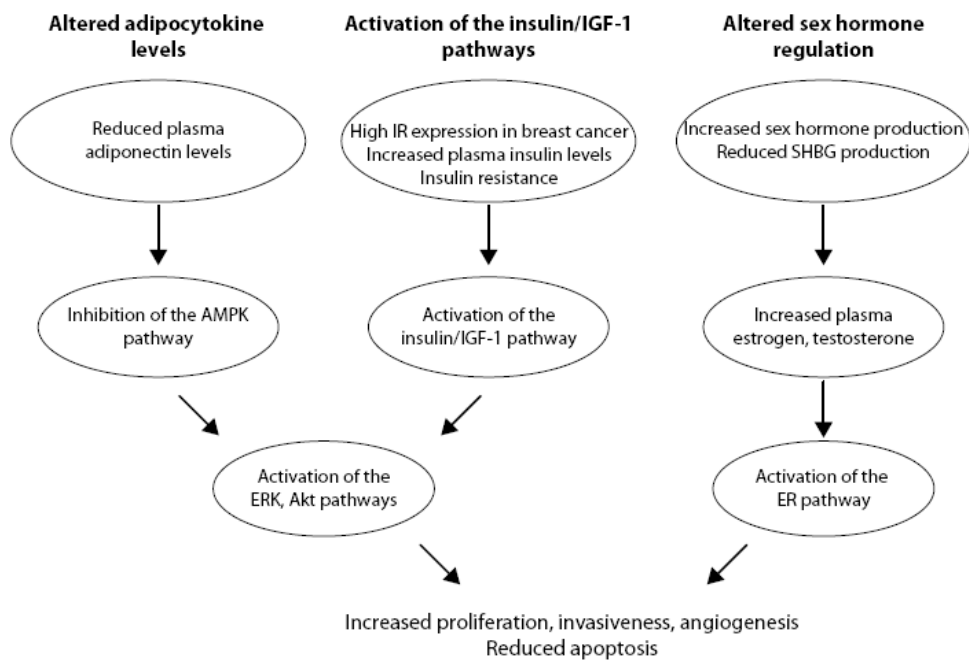 Altered adipocytokine
levels
Activation of the insulin/IGF-1
pathways
Altered sex hormone
regulation
Reduced plasma
adiponectin levels
High IR expression in breast cancer
Increased plasma insulin levels
Insulin resistance
Increased sex hormone production
Reduced SHBG production
Inhibition of the AMPK
pathway
Activation of the
insulin/IGF-1 pathway
Increased plasma
estrogen, testosterone
Activation of the
ERK, Akt pathways
Activation of the
ER pathway
Increased proliferation, invasiveness, angiogenesis
Reduced apoptosis